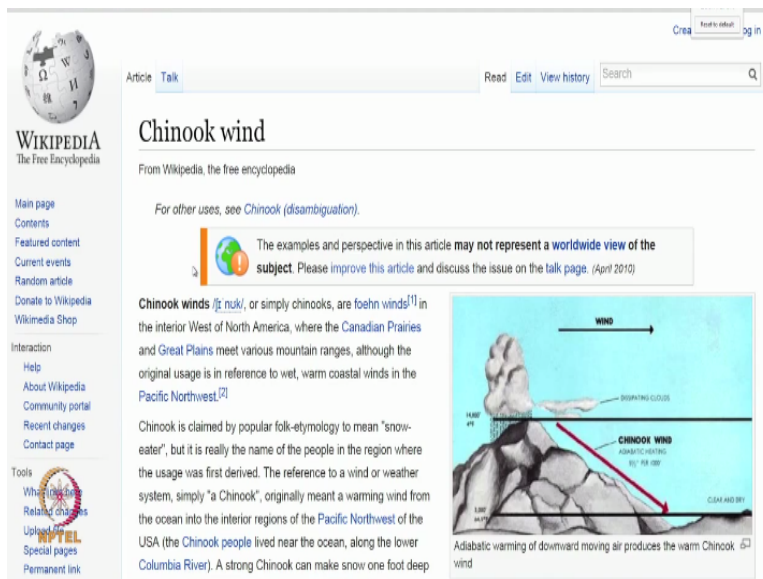 Reset to default
Crea
og in
WIKIPEDIA
The Free Encyclopedia
Article Talk
Read Edit View history Search
Chinook wind
From Wikipedia, the free encyclopedia
For other uses, see Chinook (disambiguation).
The examples and perspective in this article may not represent a worldwide view of the
subject. Please improve this article and discuss the issue on the talk page. (April 2010)
Main page
Contents
Featured content
Current events
Random article
Donate to Wikipedia
Wikimedia Shop
Interaction
Help
About Wikipedia
Community portal
Recent changes
Contact page
Tools
Related changes
Special pages
Permanent link
NPTEL
Chinook winds /ʃɪˈnʊk/, or simply chinooks, are foehn winds[1] in
the interior West of North America, where the Canadian Prairies
and Great Plains meet various mountain ranges, although the
original usage is in reference to wet, warm coastal winds in the
Pacific Northwest.[2]
Chinook is claimed by popular folk-etymology to mean "snow-
eater", but it is really the name of the people in the region where
the usage was first derived. The reference to a wind or weather
system, simply "a Chinook", originally meant a warming wind from
the ocean into the interior regions of the Pacific Northwest of the
USA (the Chinook people lived near the ocean, along the lower
Columbia River). A strong Chinook can make snow one foot deep
WIND
DISSIPATING CLOUDS
CHINOOK WIND
ADIABATIC HEATING
CLEAR AND DRY
Adiabatic warming of downward moving air produces the warm Chinook
wind